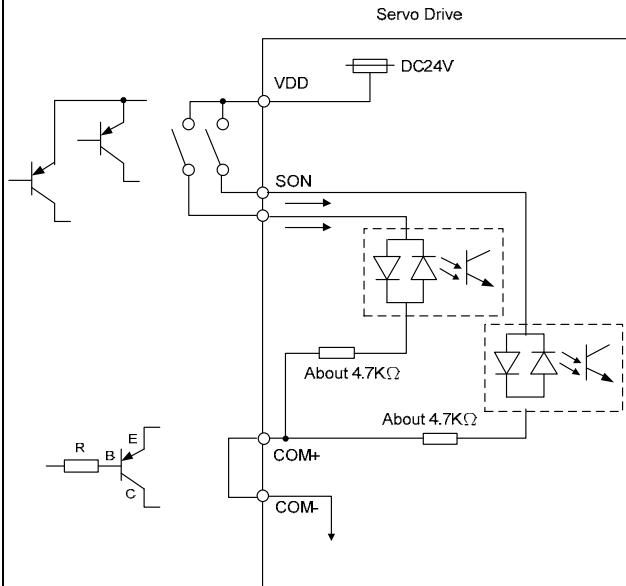 Servo Drive
DC24V
VDD
SON
About 4.7KΩ
About 4.7KΩ
COM+
COM-
R
B
E
C